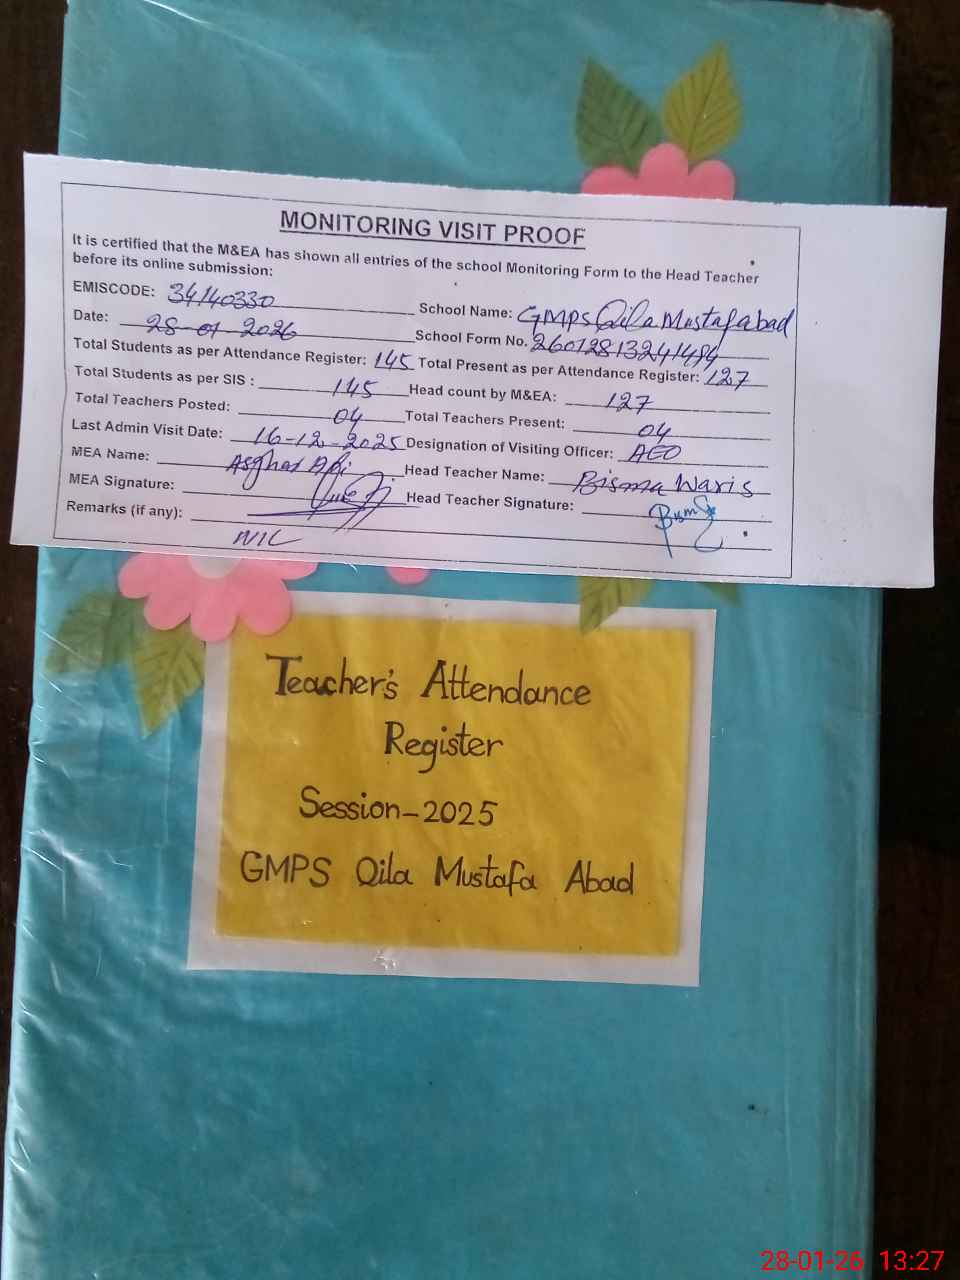 MONITORING VISIT PROOF
It is certified that the M&EA has shown all entries of the school Monitoring Form to the Head Teacher
before its online submission:
EMISCODE: 34140330 School Name: GMPS Qila Mustafabad
Date: 28-01-2026 School Form No. 26012813241494
Total Students as per Attendance Register: 145 Total Present as per Attendance Register: 127
Total Students as per SIS : 145 Head count by M&EA: 127
Total Teachers Posted: 04 Total Teachers Present: 04
Last Admin Visit Date: 16-12-2025 Designation of Visiting Officer: AEO
MEA Name: Asghar Ali Head Teacher Name: Bisma Waris
MEA Signature: Head Teacher Signature: Bisma
Remarks (if any): NIL
Teacher's Attendance
Register
Session-2025
GMPS Qila Mustafa Abad
28-01-26 13:27